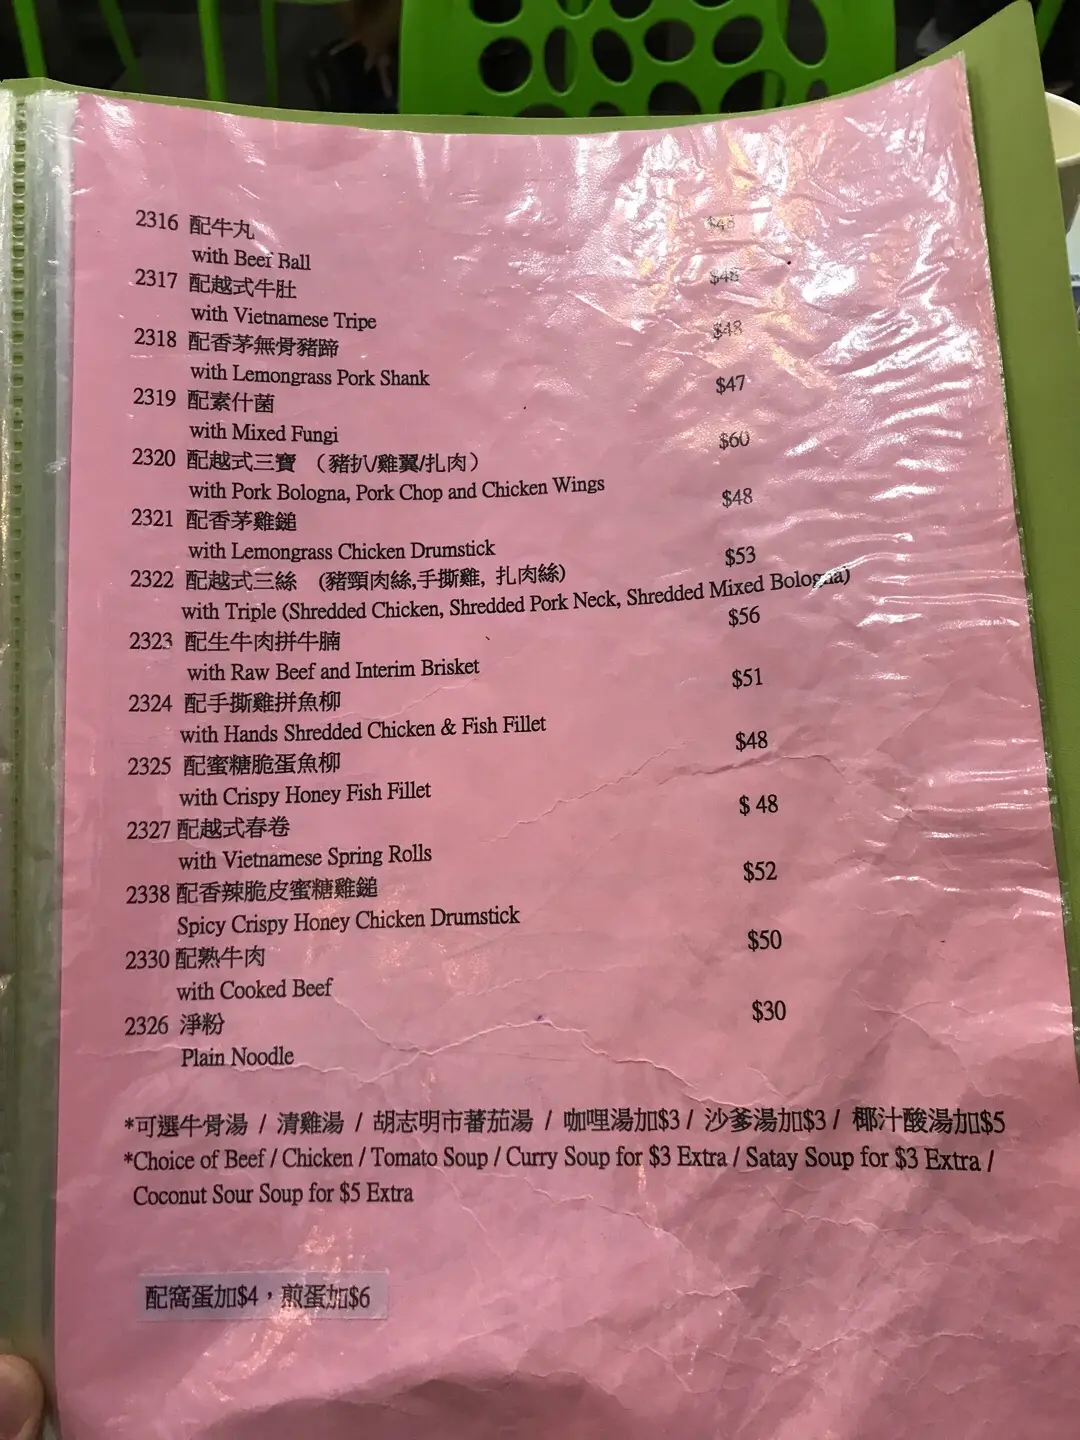 2316 配牛丸 $48
with Beef Ball
2317 配越式牛肚 $48
with Vietnamese Tripe
2318 配香茅無骨豬蹄 $48
with Lemongrass Pork Shank
2319 配素什菌 $47
with Mixed Fungi
2320 配越式三寶 （豬扒/雞翼/扎肉） $60
with Pork Bologna, Pork Chop and Chicken Wings
2321 配香茅雞鎚 $48
with Lemongrass Chicken Drumstick
2322 配越式三絲 (豬頸肉絲,手撕雞, 扎肉絲) $53
with Triple (Shredded Chicken, Shredded Pork Neck, Shredded Mixed Bologna)
2323 配生牛肉拼牛腩 $56
with Raw Beef and Interim Brisket
2324 配手撕雞拼魚柳 $51
with Hands Shredded Chicken & Fish Fillet
2325 配蜜糖脆蛋魚柳 $48
with Crispy Honey Fish Fillet
2327 配越式春卷 $ 48
with Vietnamese Spring Rolls
2338 配香辣脆皮蜜糖雞鎚 $52
Spicy Crispy Honey Chicken Drumstick
2330 配熟牛肉 $50
with Cooked Beef
2326 淨粉 $30
Plain Noodle
*可選牛骨湯 / 清雞湯 / 胡志明市蕃茄湯 / 咖哩湯加$3 / 沙爹湯加$3 / 椰汁酸湯加$5
*Choice of Beef / Chicken / Tomato Soup / Curry Soup for $3 Extra / Satay Soup for $3 Extra /
Coconut Sour Soup for $5 Extra
配窩蛋加$4，煎蛋加$6